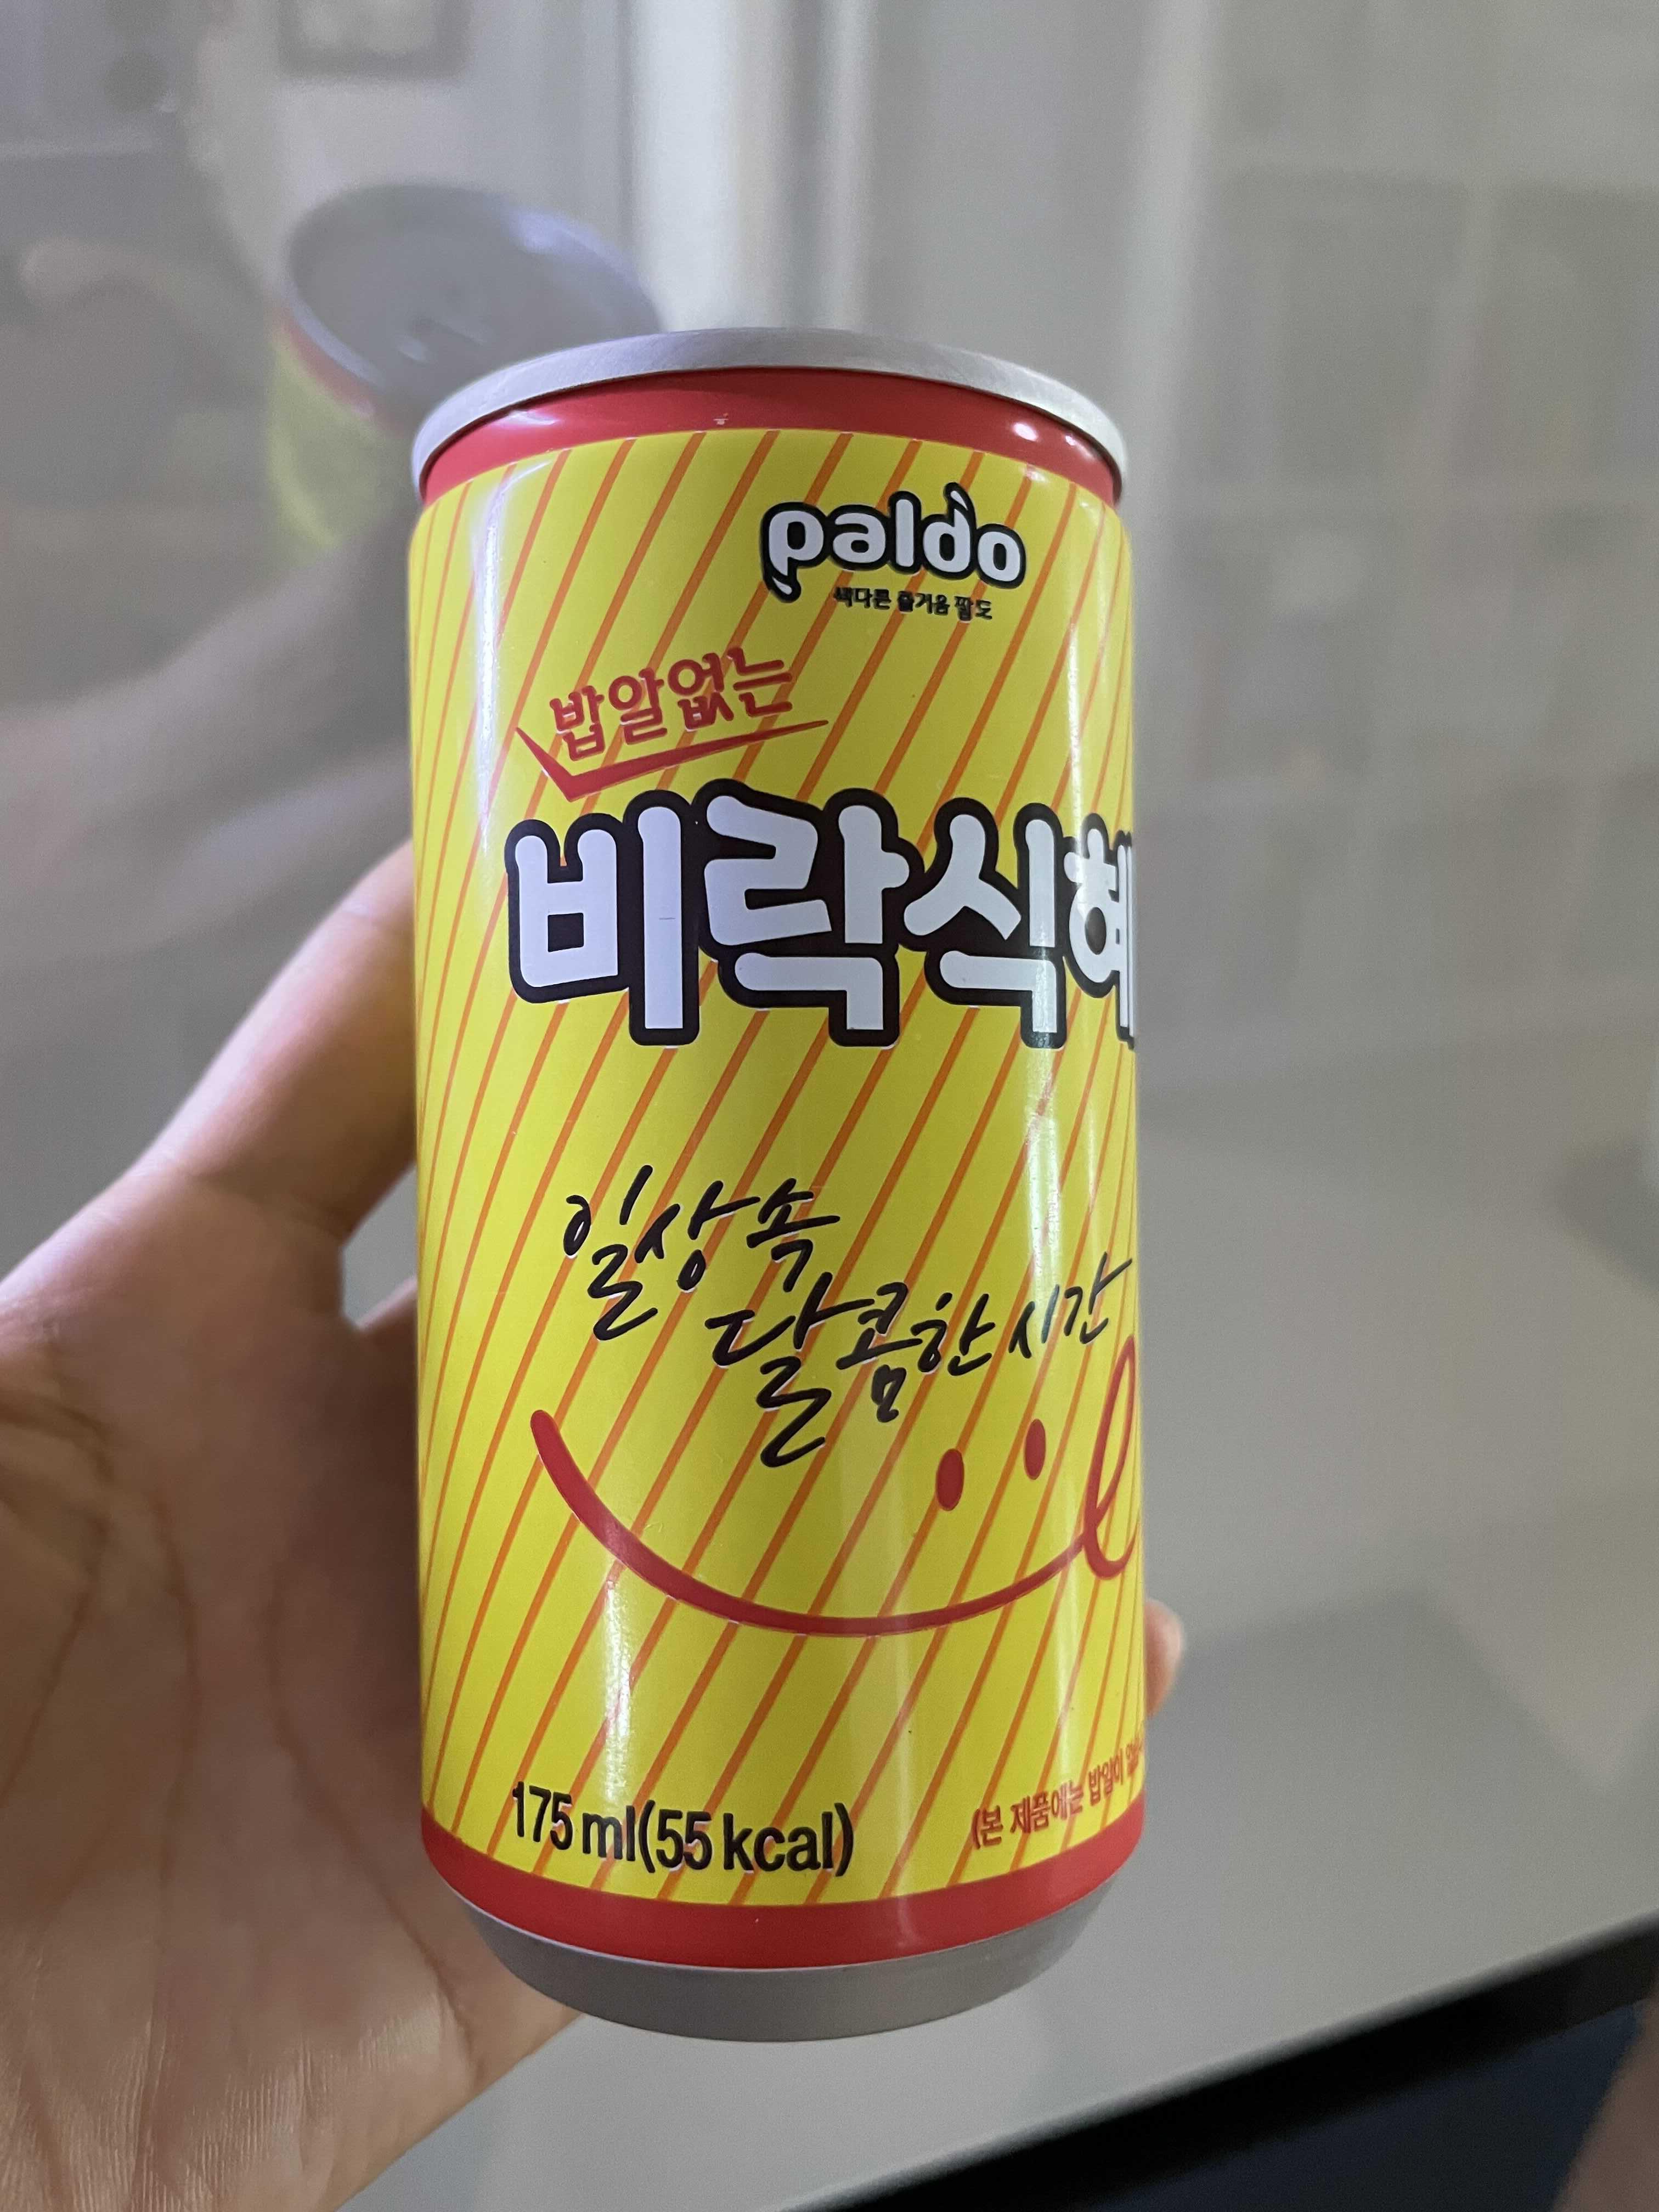 paldo
색다른 즐거움 팔도
밥알없는
비락식혜
일상속
달콤한 시간
175 ml(55 kcal)
(본 제품에는 밥알이